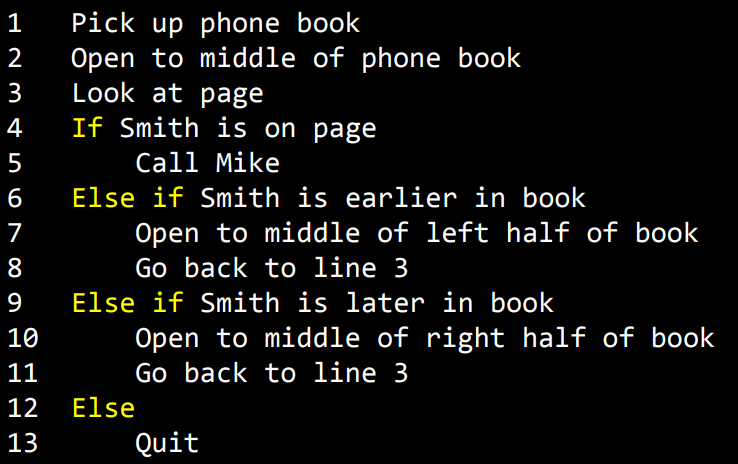 1 Pick up phone book
2 Open to middle of phone book
3 Look at page
4 If Smith is on page
5     Call Mike
6 Else if Smith is earlier in book
7     Open to middle of left half of book
8     Go back to line 3
9 Else if Smith is later in book
10     Open to middle of right half of book
11     Go back to line 3
12 Else
13     Quit